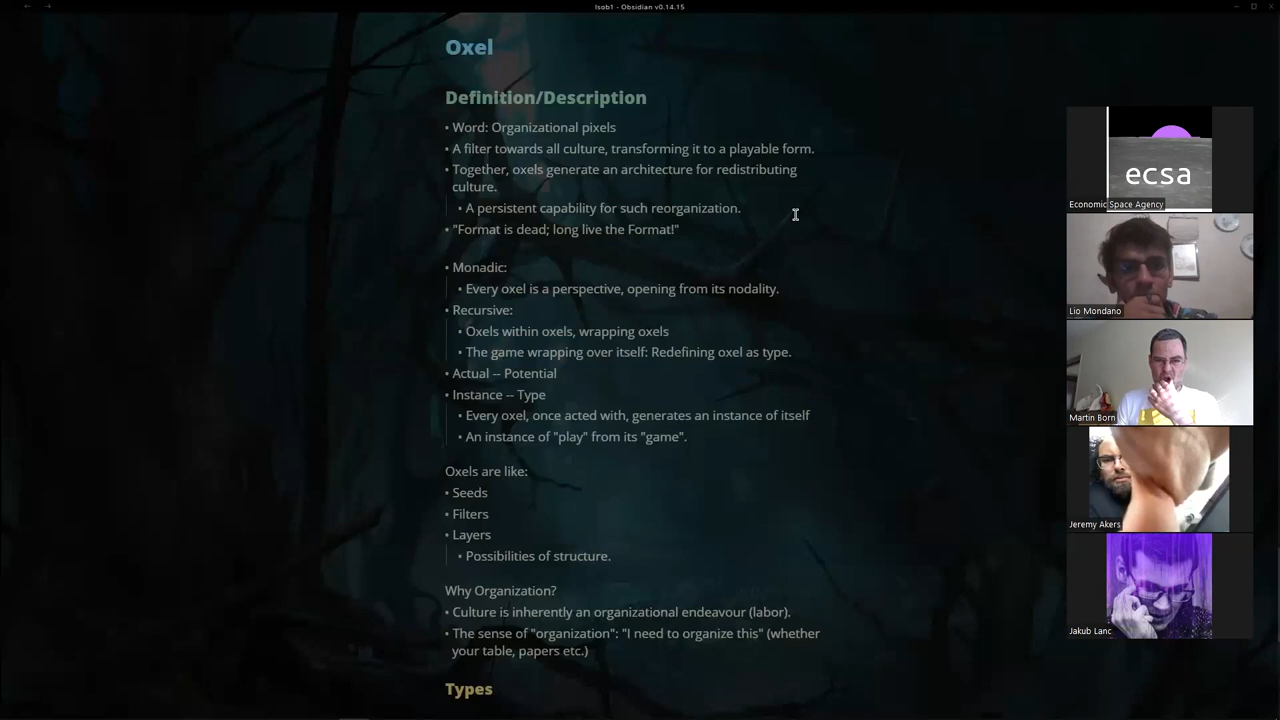 lsob1 - Obsidian v0.14.15
Oxel
Definition/Description
• Word: Organizational pixels
• A filter towards all culture, transforming it to a playable form.
• Together, oxels generate an architecture for redistributing
culture.
• A persistent capability for such reorganization.
• "Format is dead; long live the Format!"
• Monadic:
• Every oxel is a perspective, opening from its nodality.
• Recursive:
• Oxels within oxels, wrapping oxels
• The game wrapping over itself: Redefining oxel as type.
• Actual -- Potential
• Instance -- Type
• Every oxel, once acted with, generates an instance of itself
• An instance of "play" from its "game".
Oxels are like:
• Seeds
• Filters
• Layers
• Possibilities of structure.
Why Organization?
• Culture is inherently an organizational endeavour (labor).
• The sense of "organization": "I need to organize this" (whether
your table, papers etc.)
Types
ecsa
Economic Space Agency
Lio Mondano
Martin Born
Jeremy Akers
Jakub Lanc